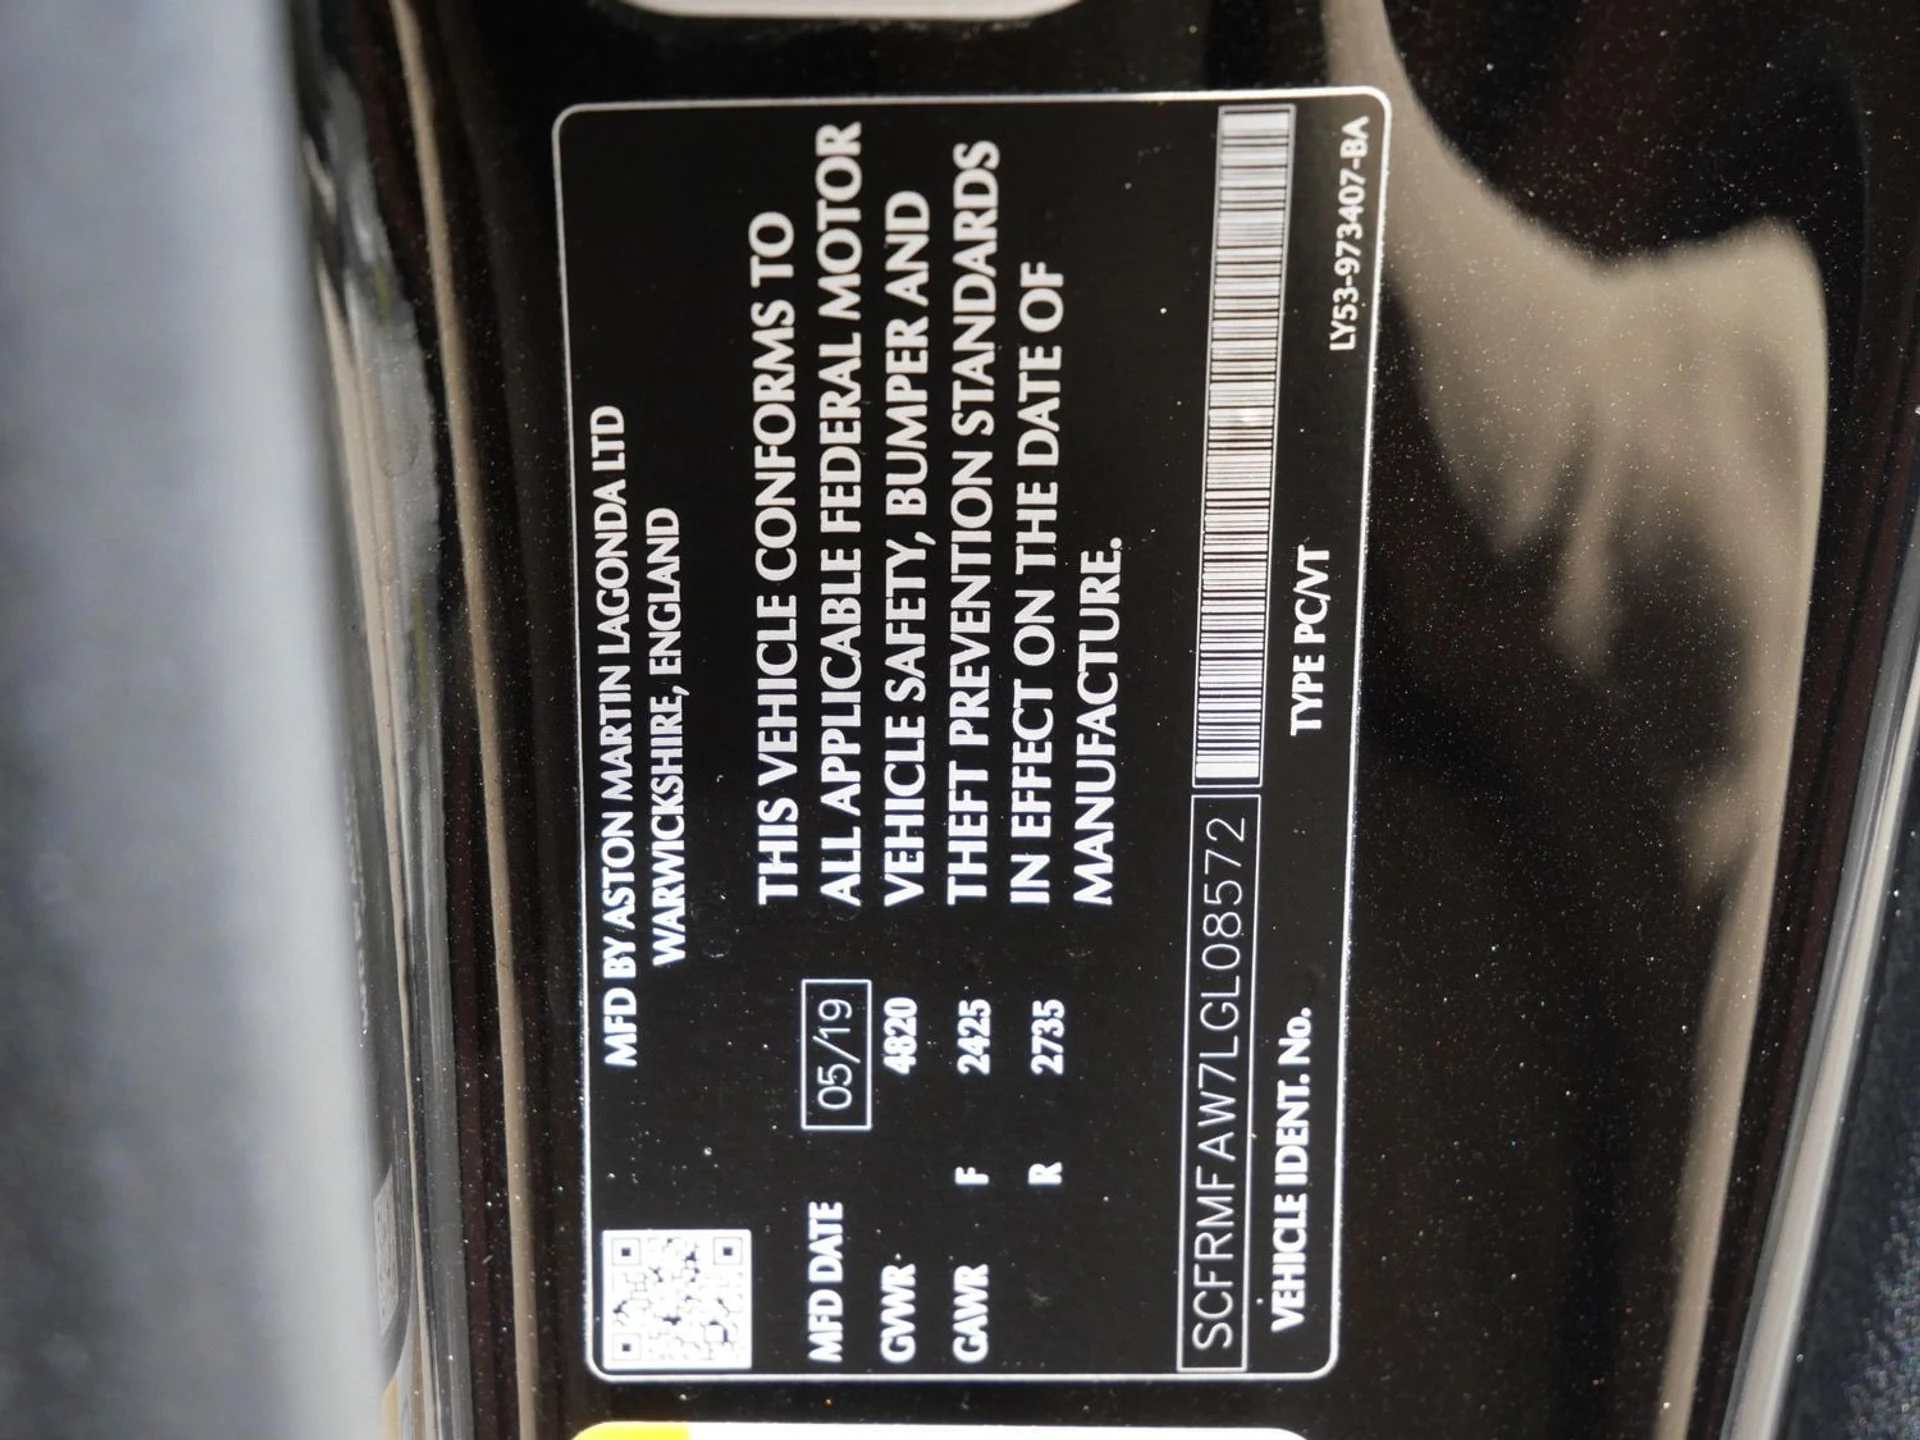 MFD BY ASTON MARTIN LAGONDA LTD
WARWICKSHIRE, ENGLAND
MFD DATE 05/19
GVWR 4820
GAWR F 2425
R 2735
THIS VEHICLE CONFORMS TO
ALL APPLICABLE FEDERAL MOTOR
VEHICLE SAFETY, BUMPER AND
THEFT PREVENTION STANDARDS
IN EFFECT ON THE DATE OF
MANUFACTURE.
SCFRMFAW7LGL08572
VEHICLE IDENT. No. TYPE PC/VT
LY53-973407-BA